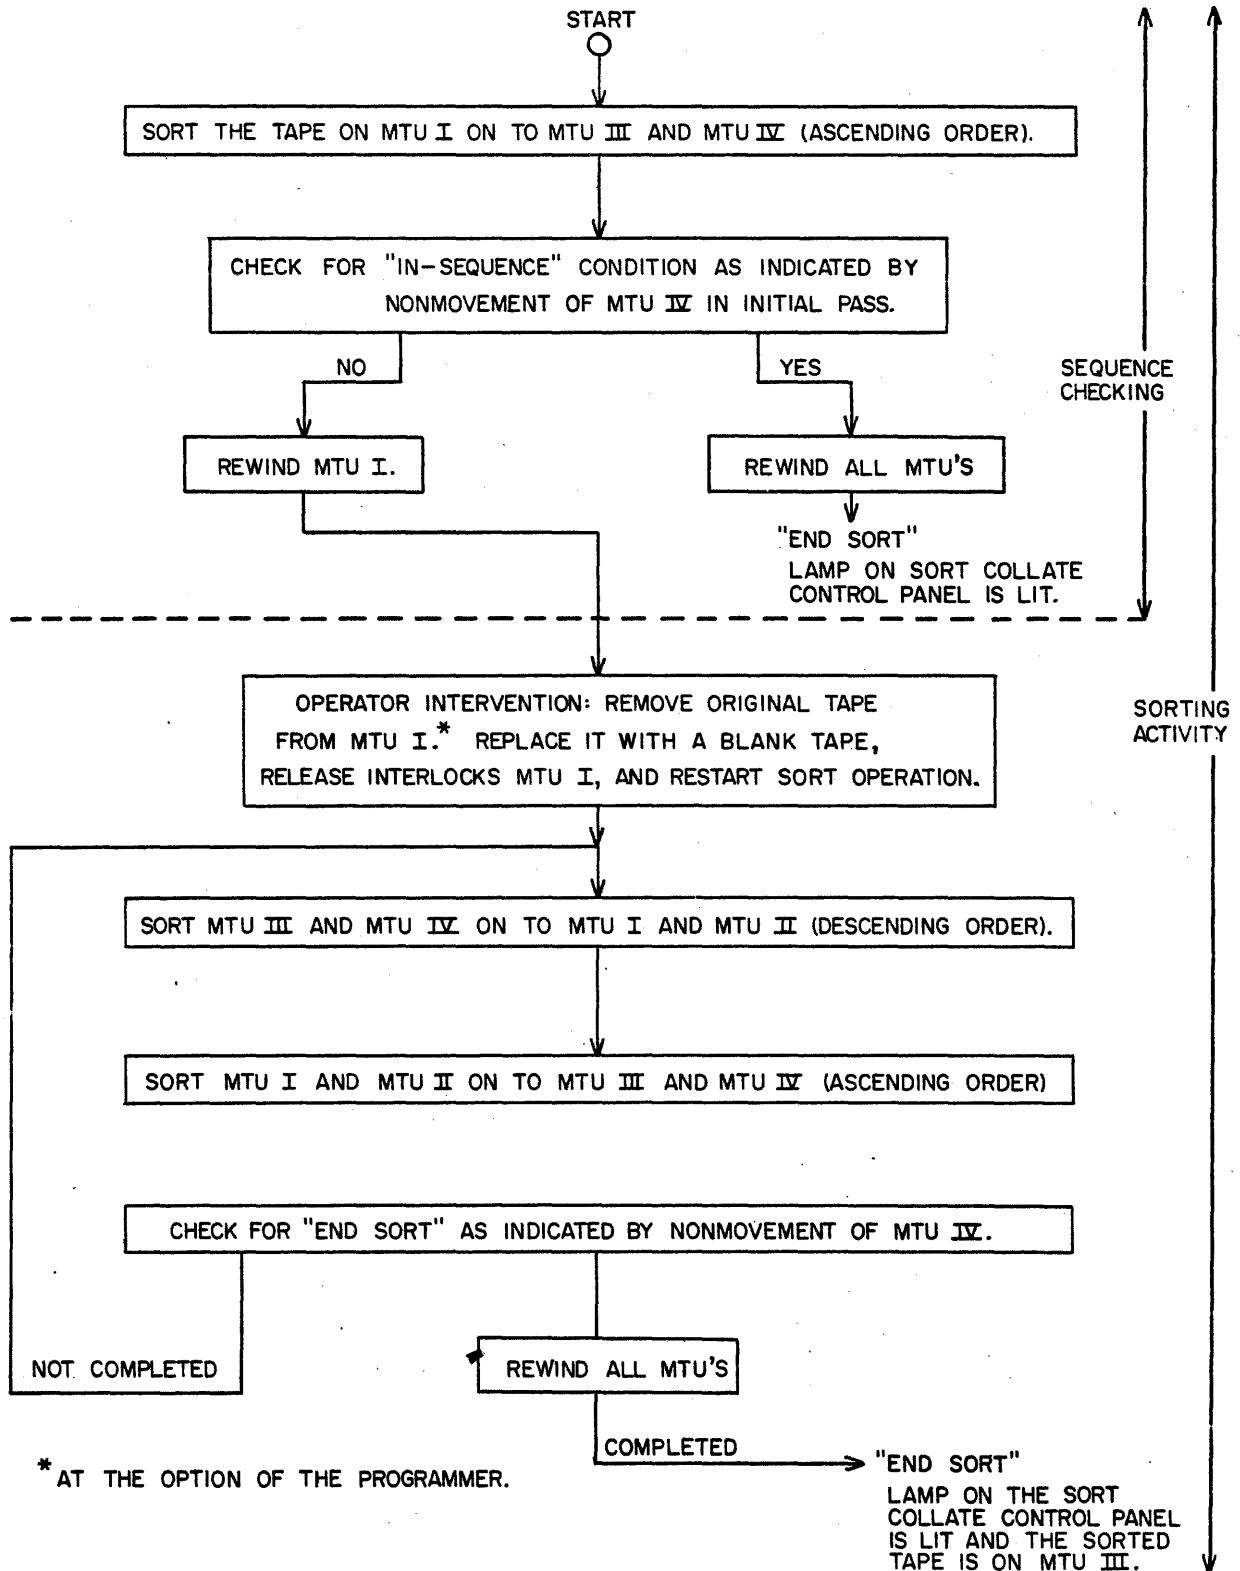 START
SORT THE TAPE ON MTU I ON TO MTU III AND MTU IV (ASCENDING ORDER).
CHECK FOR "IN-SEQUENCE" CONDITION AS INDICATED BY
NONMOVEMENT OF MTU IV IN INITIAL PASS.
NO
YES
SEQUENCE
CHECKING
REWIND MTU I.
REWIND ALL MTU'S
"END SORT"
LAMP ON SORT COLLATE
CONTROL PANEL IS LIT.
OPERATOR INTERVENTION: REMOVE ORIGINAL TAPE
FROM MTU I.* REPLACE IT WITH A BLANK TAPE,
RELEASE INTERLOCKS MTU I, AND RESTART SORT OPERATION.
SORTING
ACTIVITY
SORT MTU III AND MTU IV ON TO MTU I AND MTU II (DESCENDING ORDER).
SORT MTU I AND MTU II ON TO MTU III AND MTU IV (ASCENDING ORDER)
CHECK FOR "END SORT" AS INDICATED BY NONMOVEMENT OF MTU IV.
NOT COMPLETED
REWIND ALL MTU'S
COMPLETED
*AT THE OPTION OF THE PROGRAMMER.
"END SORT"
LAMP ON THE SORT
COLLATE CONTROL PANEL
IS LIT AND THE SORTED
TAPE IS ON MTU III.